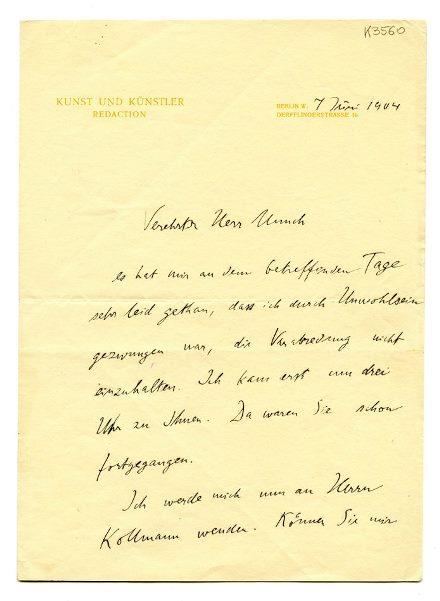 K3560
KUNST UND KÜNSTLER
REDACTION
BERLIN W. 7 Juni 1904
DERFFLINGERSTRASSE 16
Verehrter Herr Munch
es hat mir an dem betreffenden Tage
sehr leid gethan, dass ich durch Unwohlsein
gezwungen war, die Verabredung nicht
einzuhalten. Ich kam erst um drei
Uhr zu Ihnen. Da waren Sie schon
fortgegangen.
Ich werde mich nun an Herrn
Kollmann wenden. Können Sie mir